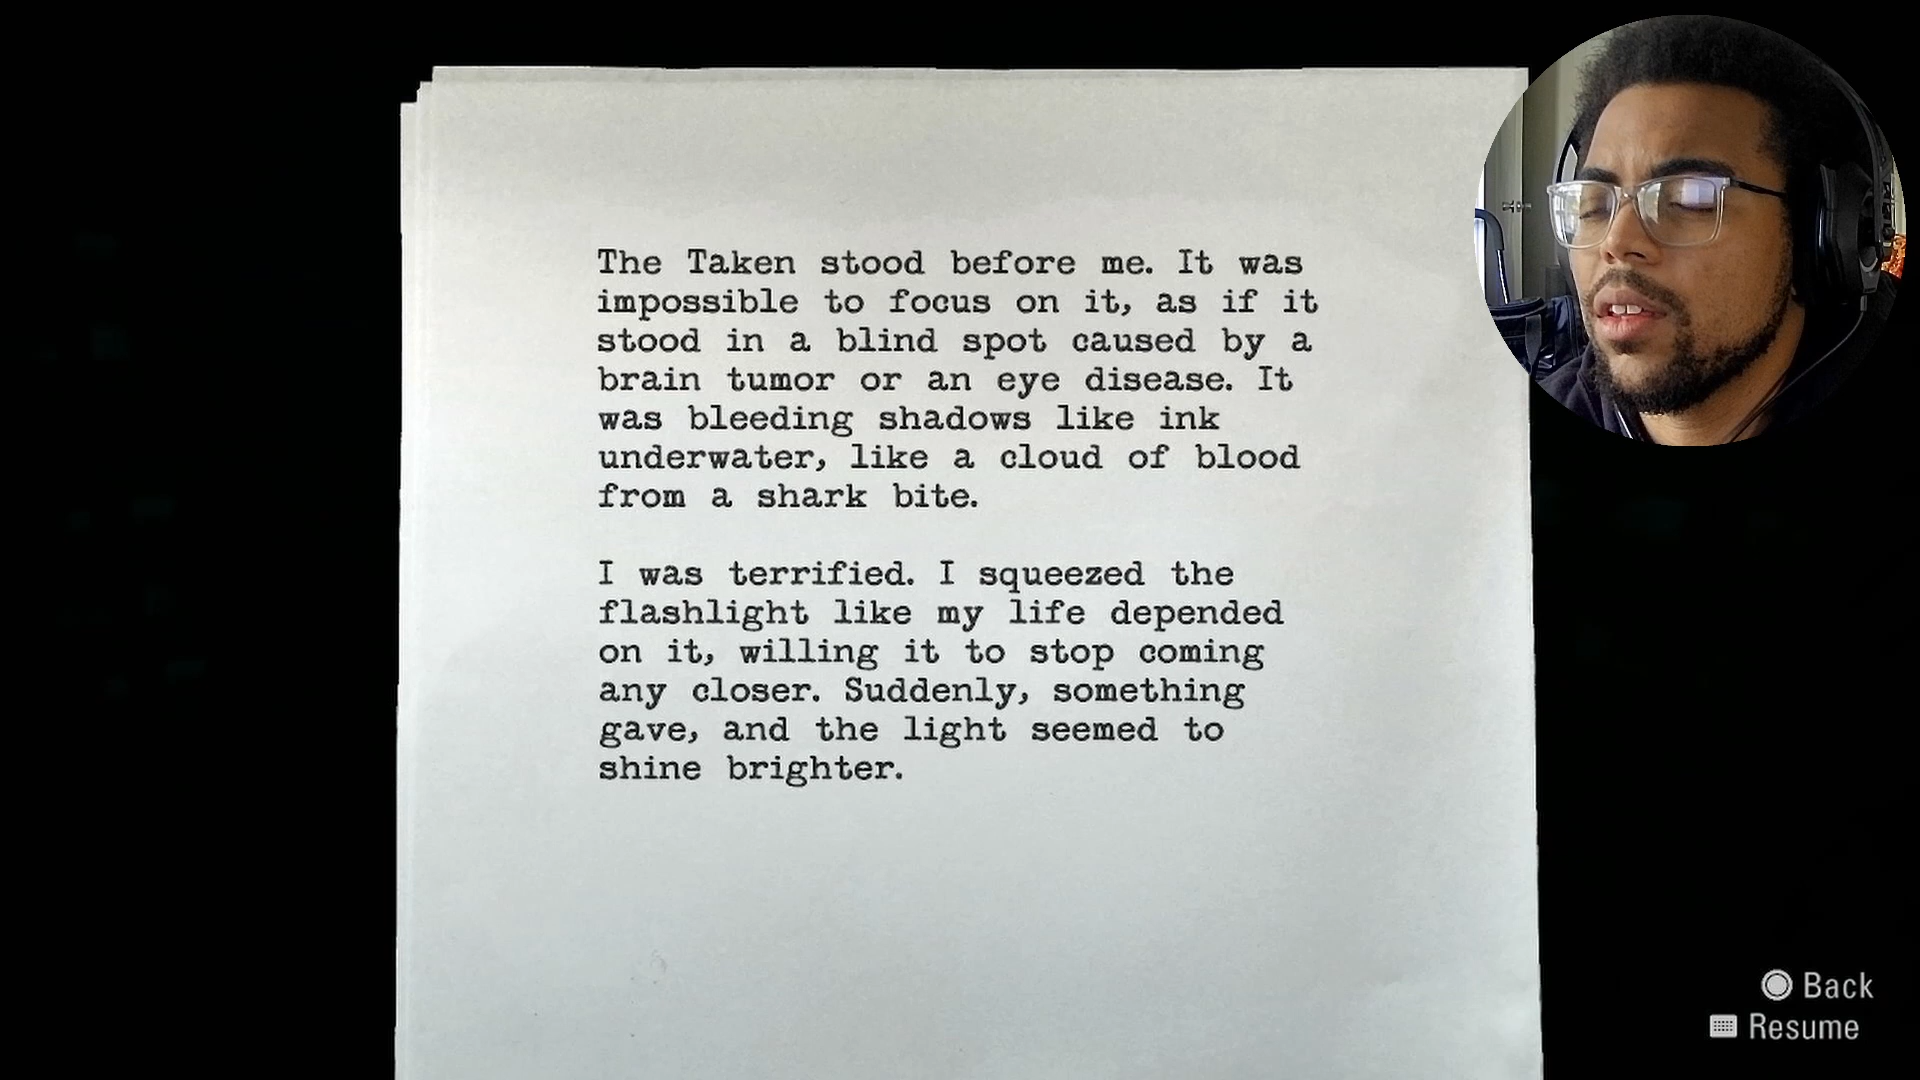 The Taken stood before me. It was
impossible to focus on it, as if it
stood in a blind spot caused by a
brain tumor or an eye disease. It
was bleeding shadows like ink
underwater, like a cloud of blood
from a shark bite.
I was terrified. I squeezed the
flashlight like my life depended
on it, willing it to stop coming
any closer. Suddenly, something
gave, and the light seemed to
shine brighter.
Back
Resume